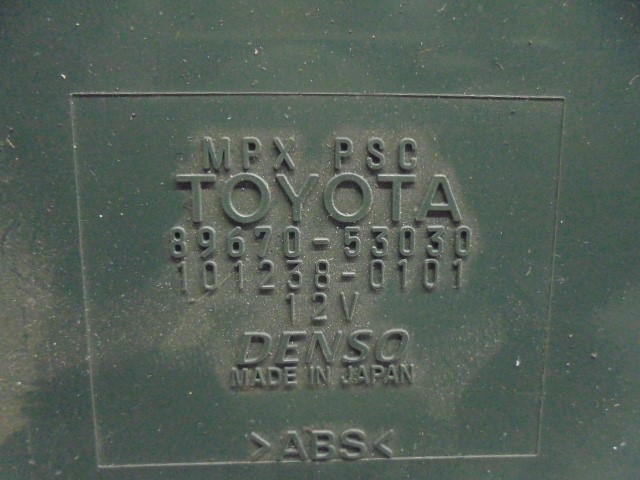 MPX PSC
TOYOTA
89670-53030
101238-0101
12V
DENSO
MADE IN JAPAN
>ABS<